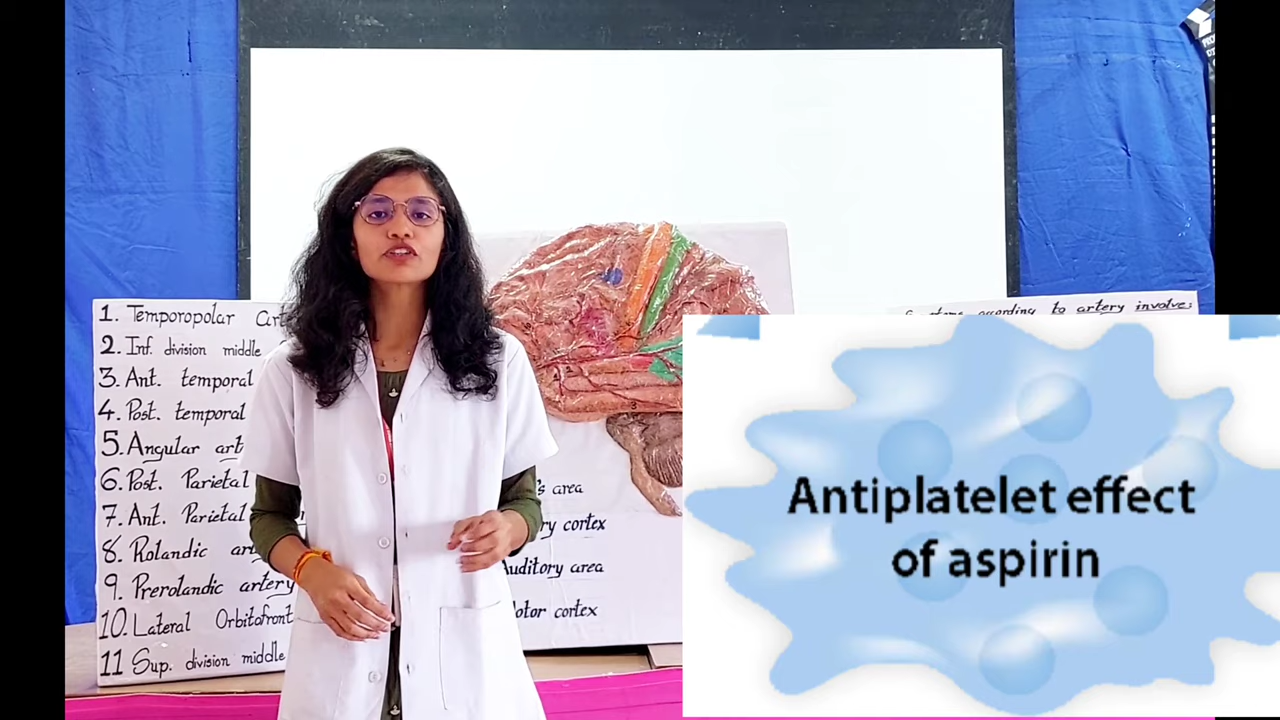 1. Temporopolar
2. Inf. division middle
3. Ant. temporal
4. Post. temporal
5. Angular art
6. Post. Parietal
7. Ant. Parietal
8. Rolandic
9. Prerolandic artery
10. Lateral Orbitofront
11 Sup. division middle
area
cortex
Auditory area
cortex
according to artery involve:
Antiplatelet effect
of aspirin